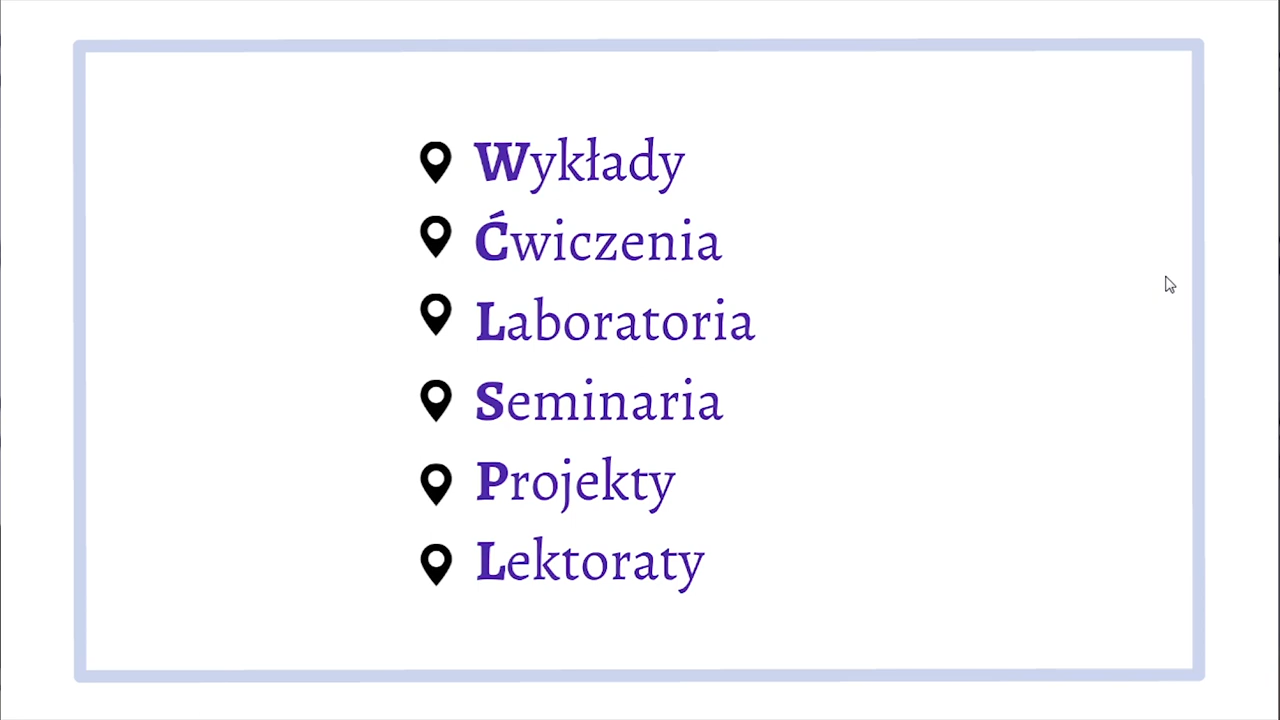 Wykłady
Ćwiczenia
Laboratoria
Seminaria
Projekty
Lektoraty